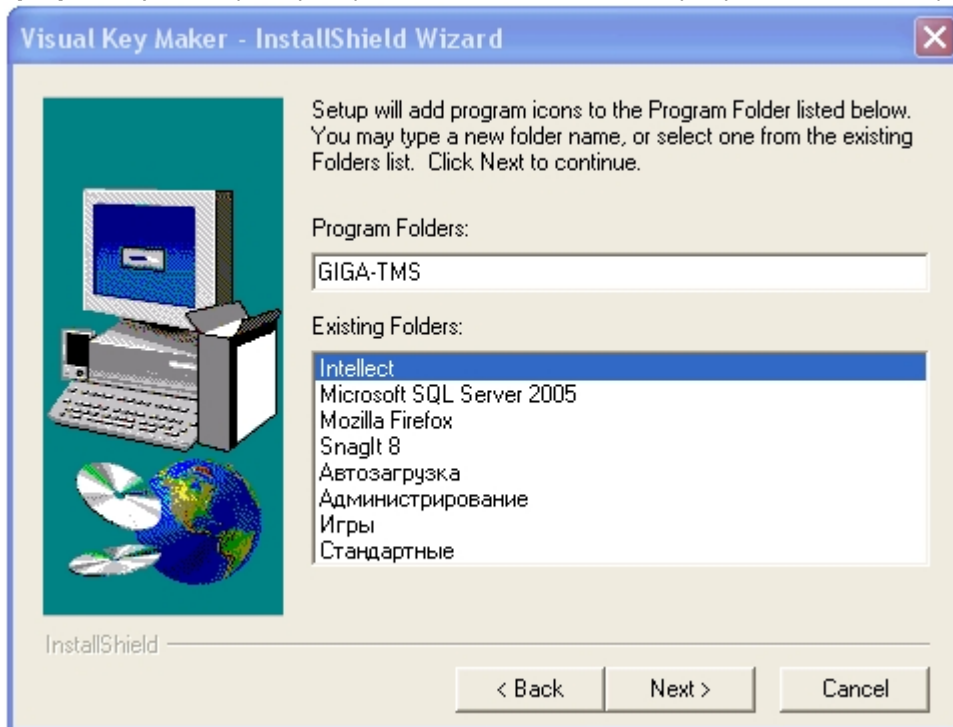 Visual Key Maker - InstallShield Wizard
Setup will add program icons to the Program Folder listed below.
You may type a new folder name, or select one from the existing
Folders list. Click Next to continue.
Program Folders:
GIGA-TMS
Existing Folders:
Intellect
Microsoft SQL Server 2005
Mozilla Firefox
SnagIt 8
Автозагрузка
Администрирование
Игры
Стандартные
InstallShield
< Back
Next >
Cancel